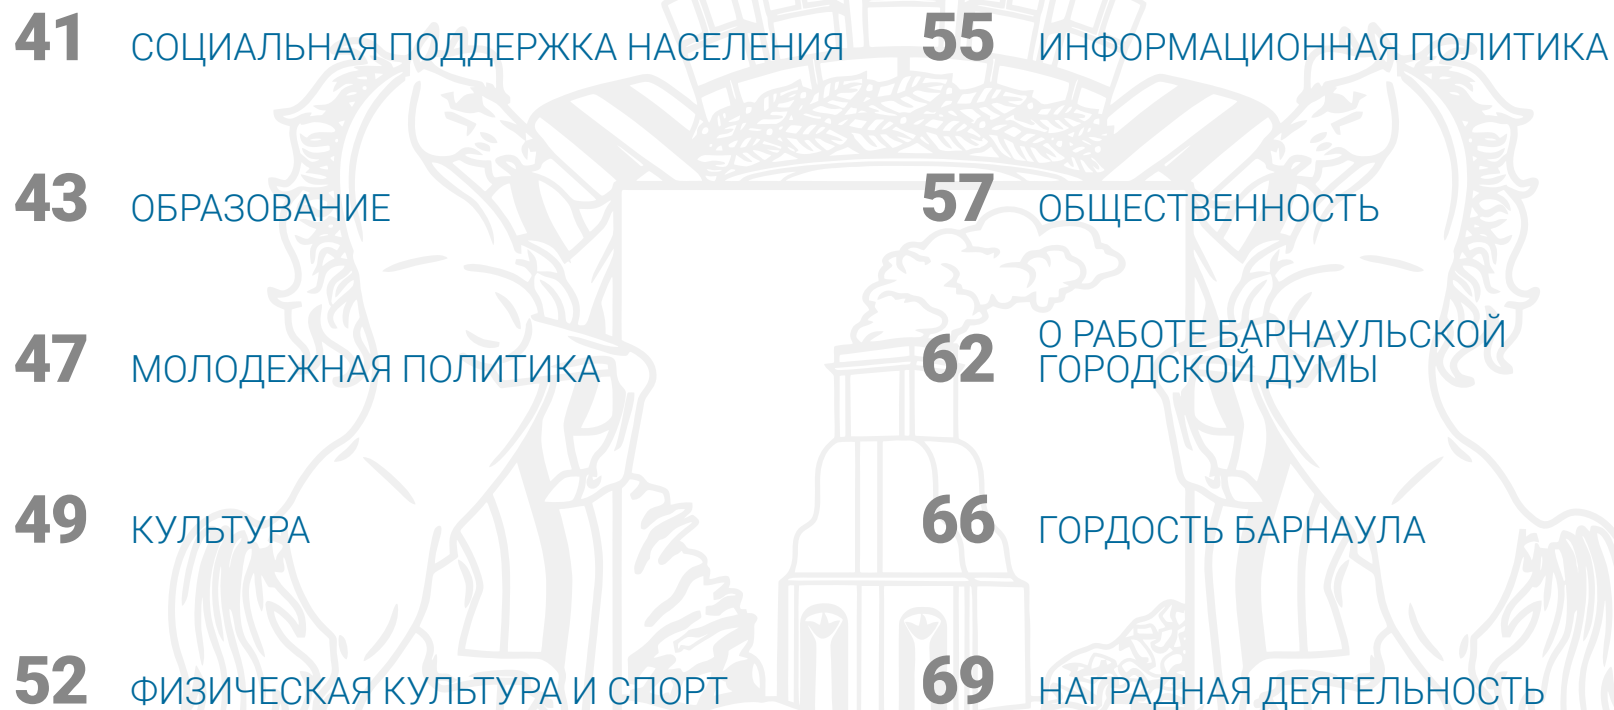 41 СОЦИАЛЬНАЯ ПОДДЕРЖКА НАСЕЛЕНИЯ
43 ОБРАЗОВАНИЕ
47 МОЛОДЕЖНАЯ ПОЛИТИКА
49 КУЛЬТУРА
52 ФИЗИЧЕСКАЯ КУЛЬТУРА И СПОРТ
55 ИНФОРМАЦИОННАЯ ПОЛИТИКА
57 ОБЩЕСТВЕННОСТЬ
62 О РАБОТЕ БАРНАУЛЬСКОЙ
ГОРОДСКОЙ ДУМЫ
66 ГОРДОСТЬ БАРНАУЛА
69 НАГРАДНАЯ ДЕЯТЕЛЬНОСТЬ